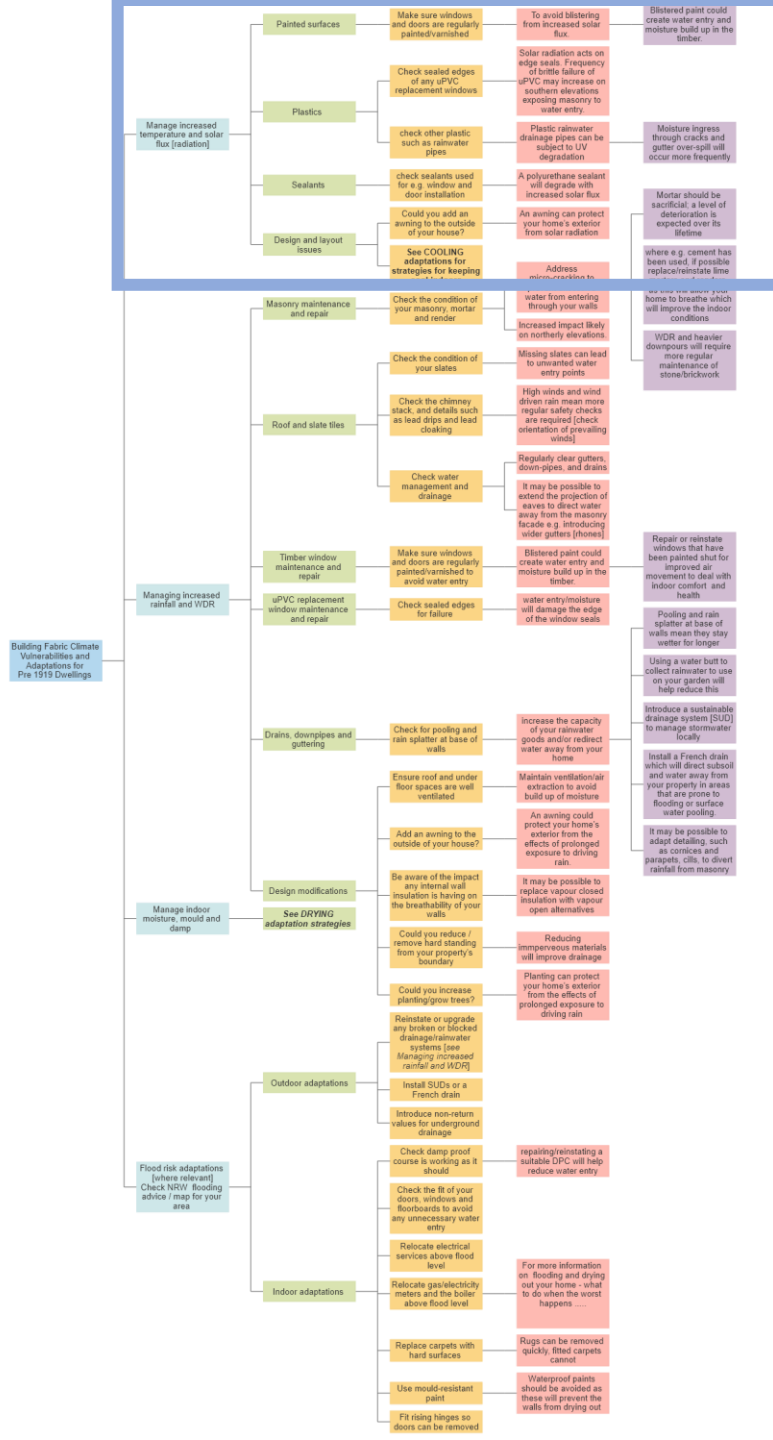 Painted surfaces
Make sure windows
and doors are regularly
painted/varnished
To avoid blistering
from increased solar
flux.
Blistered paint could
create water entry and
moisture build up in the
timber.
Manage increased
temperature and solar
flux [radiation]
Plastics
Check sealed edges
of any uPVC
replacement windows
Solar radiation acts on
edge seals. Frequency of
brittle failure of
uPVC may increase on
southern elevations
exposing masonry to
water entry.
check other plastic
such as rainwater
pipes
Plastic rainwater
drainage pipes can be
subject to UV
degradation
Moisture ingress
through cracks and
gutter over-spill will
occur more frequently
Sealants
check sealants used
for e.g. window and
door installation
A polyurethane sealant
will degrade with
increased solar flux
Design and layout
issues
Could you add an
awning to the outside
of your house?
An awning can protect
your home's exterior
from solar radiation
See COOLING
adaptations for
strategies for keeping
Mortar should be
sacrificial; a level of
deterioration is
expected over its
lifetime
where e.g. cement has
been used, if possible
replace/reinstate lime
home to breathe which
will improve the indoor
conditions
WDR and heavier
downpours will require
more regular
maintenance of
stone/brickwork
Managing increased
rainfall and WDR
Masonry maintenance
and repair
Check the condition of
your masonry, mortar
and render
Address
micro-cracking to
water from entering
through your walls
Increased impact likely
on northerly elevations.
Roof and slate tiles
Check the condition
of your slates
Missing slates can lead
to unwanted water
entry points
Check the chimney
stack, and details such
as lead drips and lead
cloaking
High winds and wind
driven rain mean more
regular safety checks
are required [check
orientation of prevailing
winds]
Check water
management and
drainage
Regularly clear gutters,
down-pipes, and drains
It may be possible to
extend the projection of
eaves to direct water
away from the masonry
facade e.g. introducing
wider gutters [rhones]
Timber window
maintenance and
repair
Make sure windows
and doors are regularly
painted/varnished to
avoid water entry
Blistered paint could
create water entry and
moisture build up in the
timber.
Repair or reinstate
windows that have
been painted shut for
improved air
movement to deal with
indoor comfort and
health
uPVC replacement
window maintenance
and repair
Check sealed edges
for failure
water entry/moisture
will damage the edge
of the window seals
Building Fabric Climate
Vulnerabilities and
Adaptations for
Pre 1919 Dwellings
Drains, downpipes and
guttering
Check for pooling and
rain splatter at base of
walls
increase the capacity
of your rainwater
goods and/or redirect
water away from your
home
Pooling and rain
splatter at base of
walls mean they stay
wetter for longer
Using a water butt to
collect rainwater to use
on your garden will
help reduce this
Introduce a sustainable
drainage system [SUD]
to manage stormwater
locally
Install a French drain
which will direct subsoil
and water away from
your property in areas
that are prone to
flooding or surface
water pooling.
It may be possible to
adapt detailing, such
as cornices and
parapets, cills, to divert
rainfall from masonry
Design modifications
Ensure roof and under
floor spaces are well
ventilated
Maintain ventilation/air
extraction to avoid
build up of moisture
Add an awning to the
outside of your house?
An awning could
protect your home's
exterior from the
effects of prolonged
exposure to driving
rain.
Be aware of the impact
any internal wall
insulation is having on
the breathability of your
walls
It may be possible to
replace vapour closed
insulation with vapour
open alternatives
Could you reduce /
remove hard standing
from your property's
boundary
Reducing
immperveous materials
will improve drainage
Could you increase
planting/grow trees?
Planting can protect
your home's exterior
from the effects of
prolonged exposure to
driving rain
Manage indoor
moisture, mould and
damp
See DRYING
adaptation strategies
Flood risk adaptations
[where relevant]
Check NRW flooding
advice / map for your
area
Outdoor adaptations
Reinstate or upgrade
any broken or blocked
drainage/rainwater
systems [see
Managing increased
rainfall and WDR]
Install SUDs or a
French drain
Introduce non-return
values for underground
drainage
Indoor adaptations
Check damp proof
course is working as it
should
repairing/reinstating a
suitable DPC will help
reduce water entry
Check the fit of your
doors, windows and
floorboards to avoid
any unnecessary water
entry
Relocate electrical
services above flood
level
Relocate gas/electricity
meters and the boiler
above flood level
For more information
on flooding and drying
out your home - what
to do when the worst
happens .....
Replace carpets with
hard surfaces
Rugs can be removed
quickly, fitted carpets
cannot
Use mould-resistant
paint
Waterproof paints
should be avoided as
these will prevent the
walls from drying out
Fit rising hinges so
doors can be removed